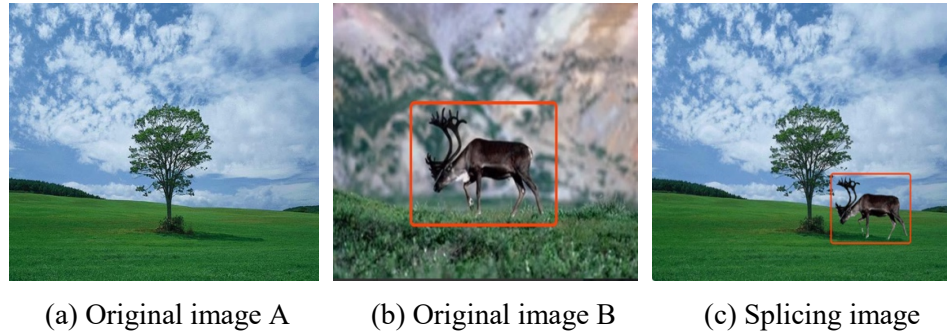 (a) Original image A
(b) Original image B
(c) Splicing image